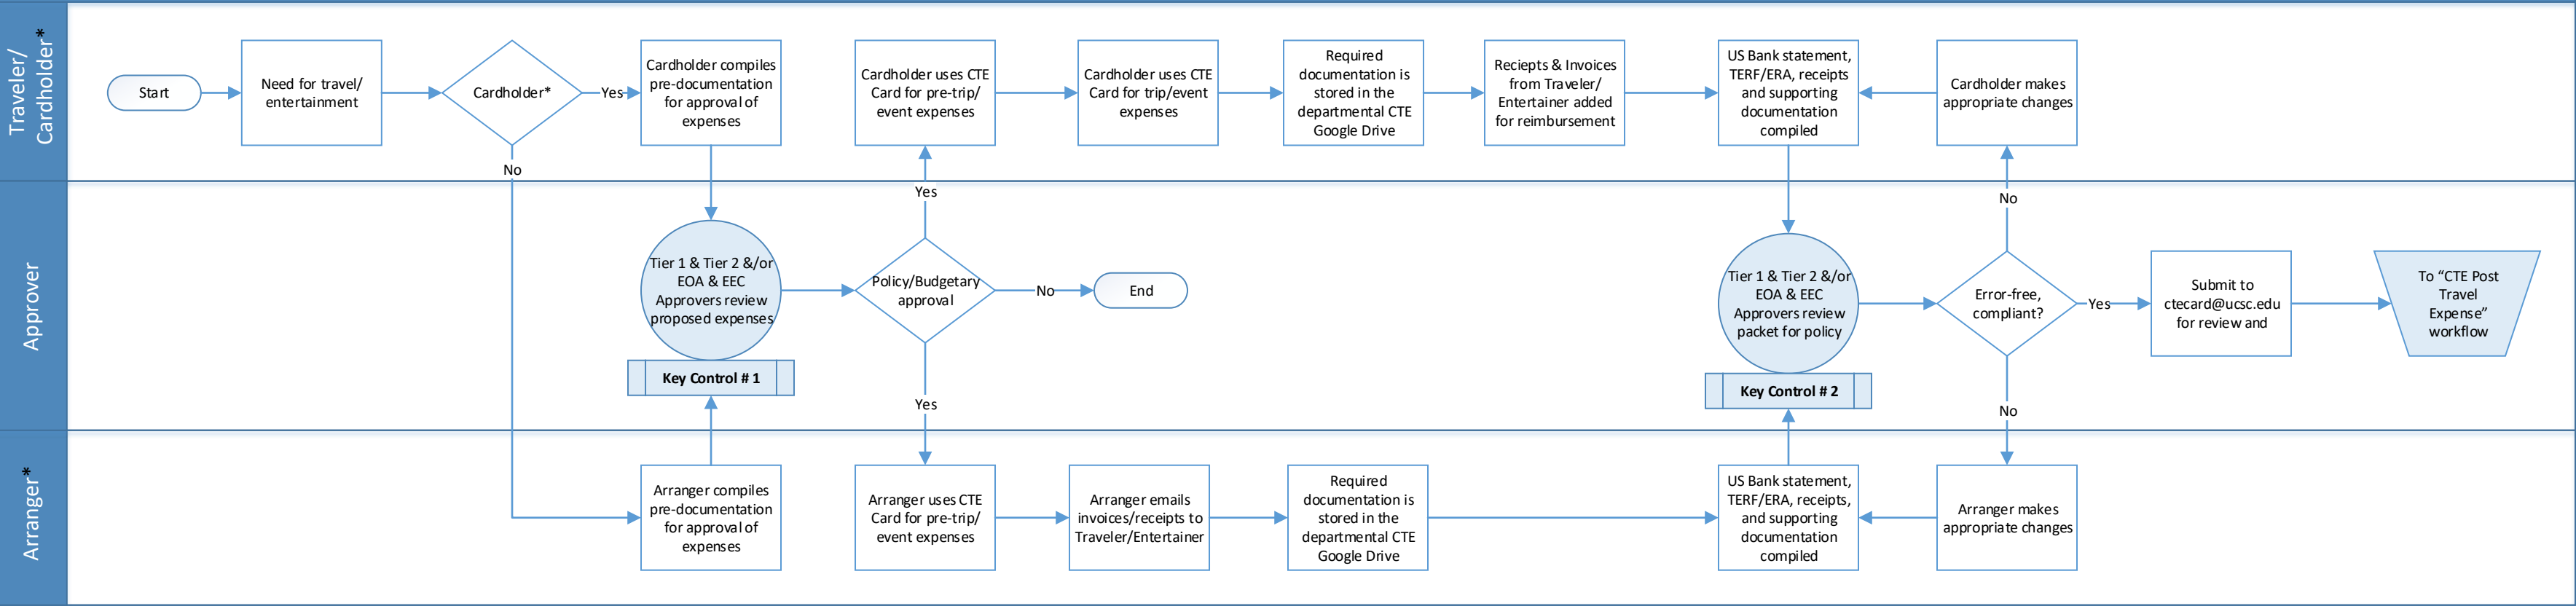 Traveler/
Cardholder*
Start
Need for travel/
entertainment
Cardholder*
Yes
No
Cardholder compiles
pre-documentation
for approval of
expenses
Cardholder uses CTE
Card for pre-trip/
event expenses
Cardholder uses CTE
Card for trip/event
expenses
Required
documentation is
stored in the
departmental CTE
Google Drive
Reciepts & Invoices
from Traveler/
Entertainer added
for reimbursement
US Bank statement,
TERF/ERA, receipts
and supporting
documentation
compiled
Cardholder makes
appropriate changes
Approver
Tier 1 & Tier 2 &/or
EOA & EEC
Approvers review
proposed expenses
Key Control # 1
Yes
Policy/Budgetary
approval
No
End
Yes
Tier 1 & Tier 2 &/or
EOA & EEC
Approvers review
packet for policy
Key Control # 2
No
Error-free,
compliant?
Yes
No
Submit to
ctecard@ucsc.edu
for review and
To “CTE Post
Travel
Expense”
workflow
Arranger*
Arranger compiles
pre-documentation
for approval of
expenses
Arranger uses CTE
Card for pre-trip/
event expenses
Arranger emails
invoices/receipts to
Traveler/Entertainer
Required
documentation is
stored in the
departmental CTE
Google Drive
US Bank statement,
TERF/ERA, receipts,
and supporting
documentation
compiled
Arranger makes
appropriate changes